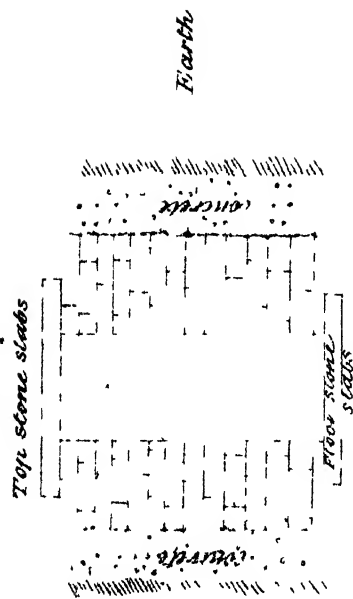 Top stone slabs
concrete
Floor stone
slabs
concrete
Earth